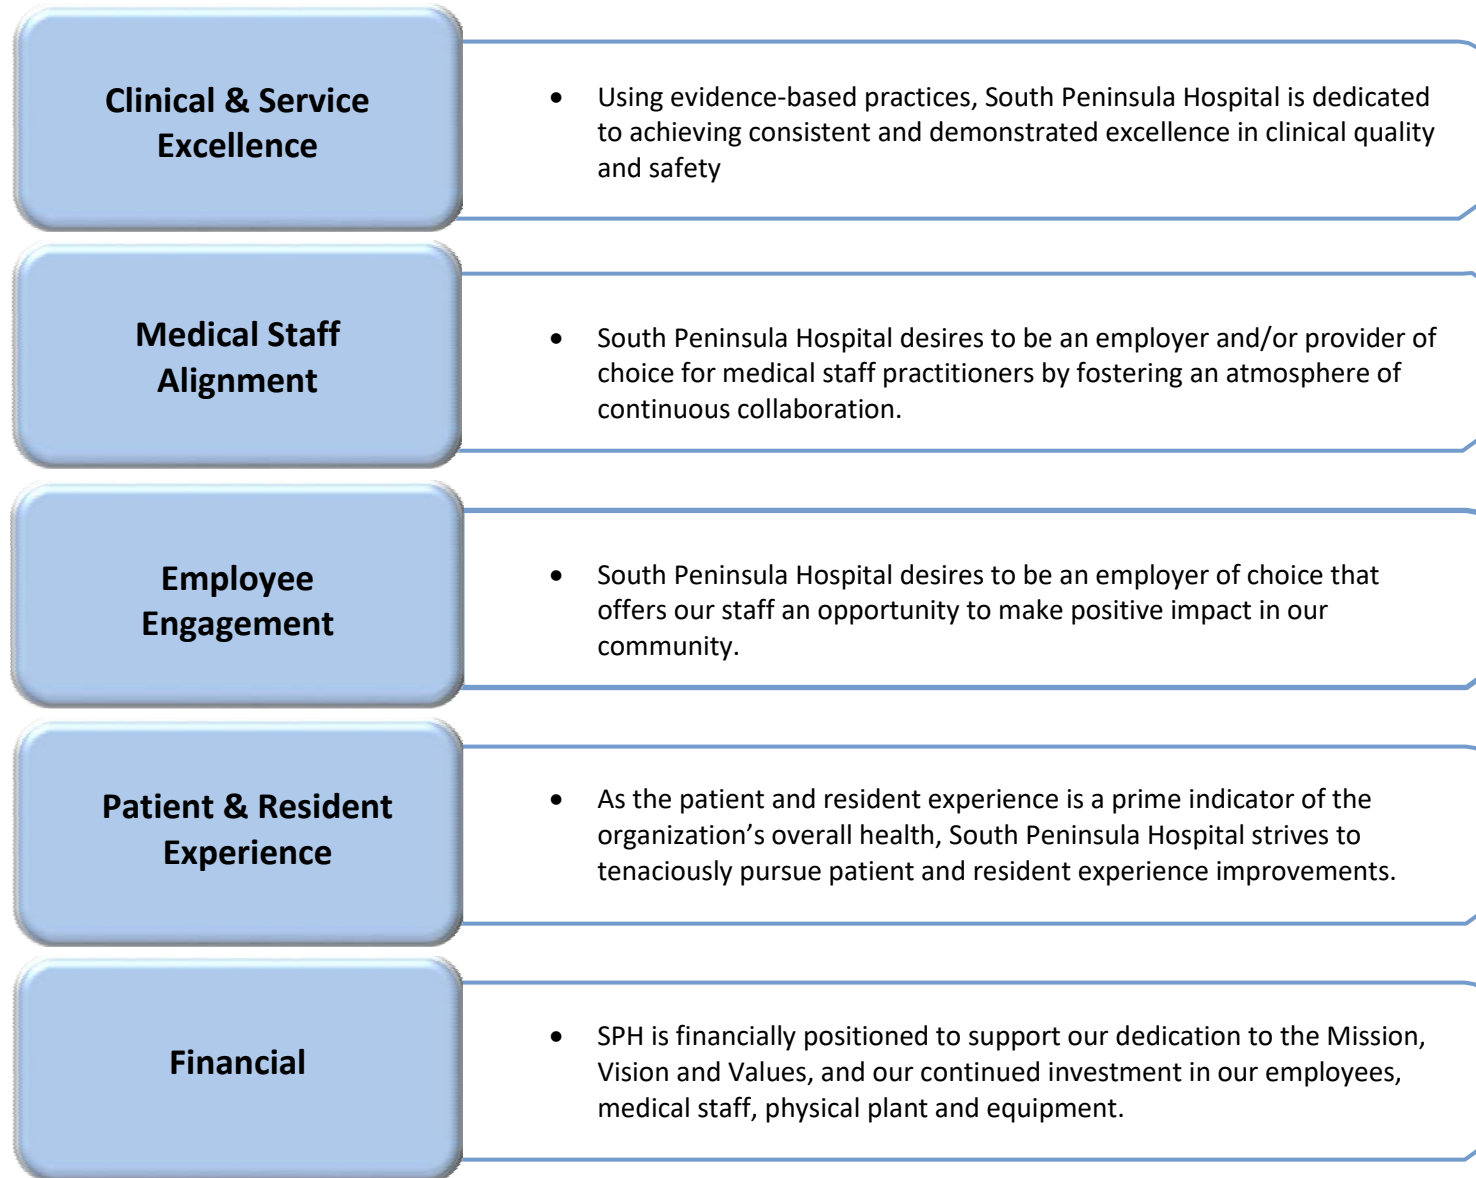 Clinical & Service
Excellence
• Using evidence-based practices, South Peninsula Hospital is dedicated
to achieving consistent and demonstrated excellence in clinical quality
and safety
Medical Staff
Alignment
• South Peninsula Hospital desires to be an employer and/or provider of
choice for medical staff practitioners by fostering an atmosphere of
continuous collaboration.
Employee
Engagement
• South Peninsula Hospital desires to be an employer of choice that
offers our staff an opportunity to make positive impact in our
community.
Patient & Resident
Experience
• As the patient and resident experience is a prime indicator of the
organization’s overall health, South Peninsula Hospital strives to
tenaciously pursue patient and resident experience improvements.
Financial
• SPH is financially positioned to support our dedication to the Mission,
Vision and Values, and our continued investment in our employees,
medical staff, physical plant and equipment.